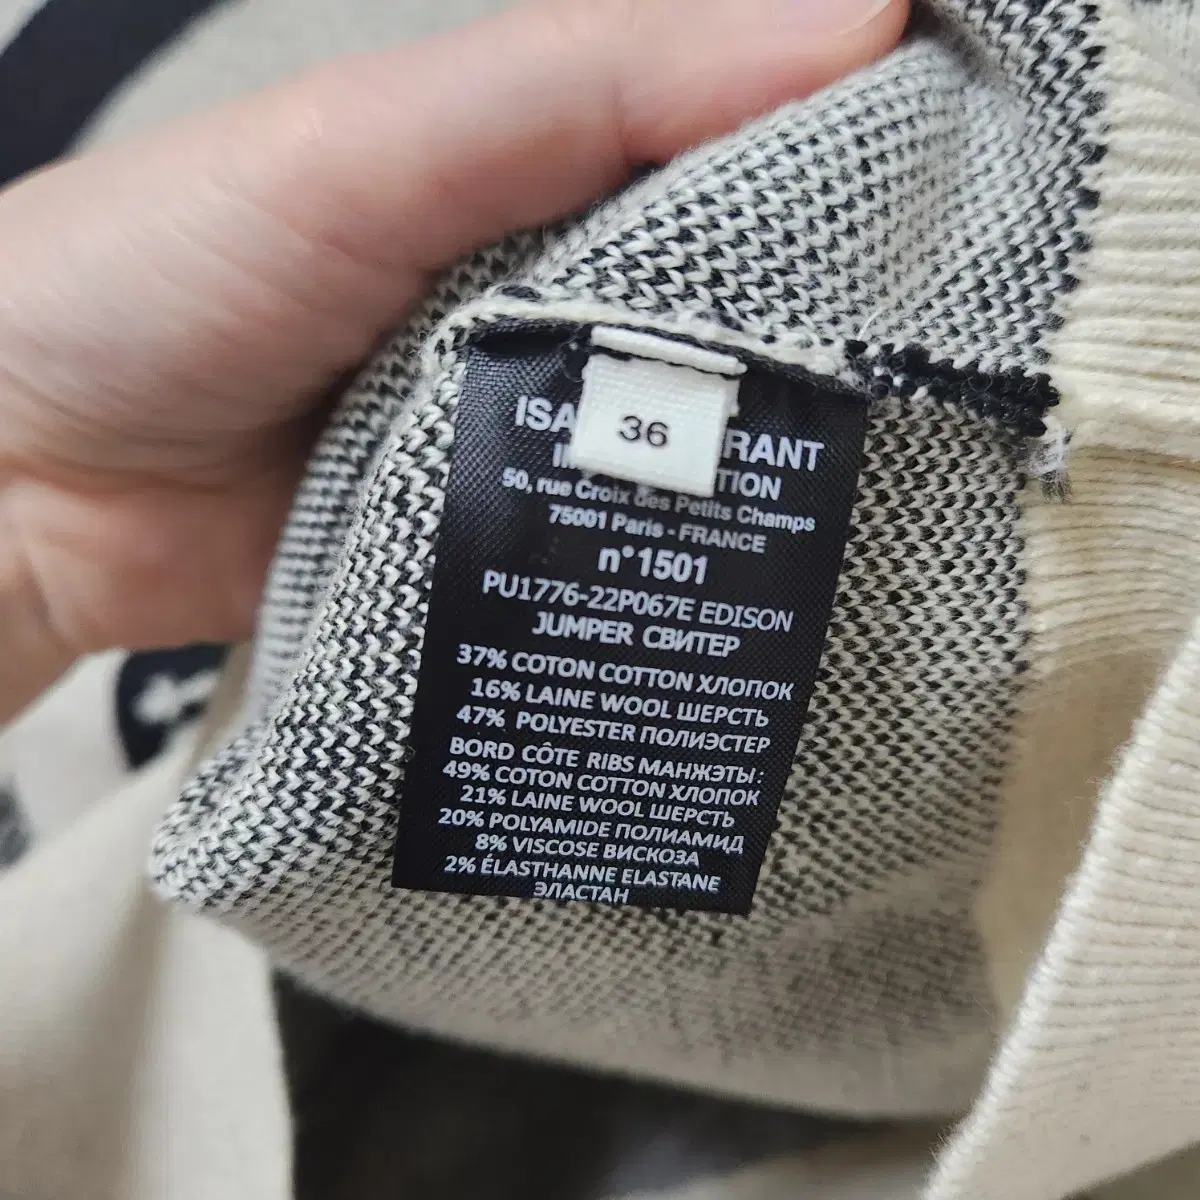 36
ISA RANT
TION
50, rue Croix des Petits Champs
75001 Paris - FRANCE
n°1501
PU1776-22P067E EDISON
JUMPER СВИТЕР
37% COTON COTTON ХЛОПОК
16% LAINE WOOL ШЕРСТЬ
47% POLYESTER ПОЛИЭСТЕР
BORD CÔTE RIBS МАНЖЭТЫ:
49% COTON COTTON ХЛОПОК
21% LAINE WOOL ШЕРСТЬ
20% POLYAMIDE ПОЛИАМИД
8% VISCOSE ВИСКОЗА
2% ÉLASTHANNE ELASTANE
ЭЛАСТАН